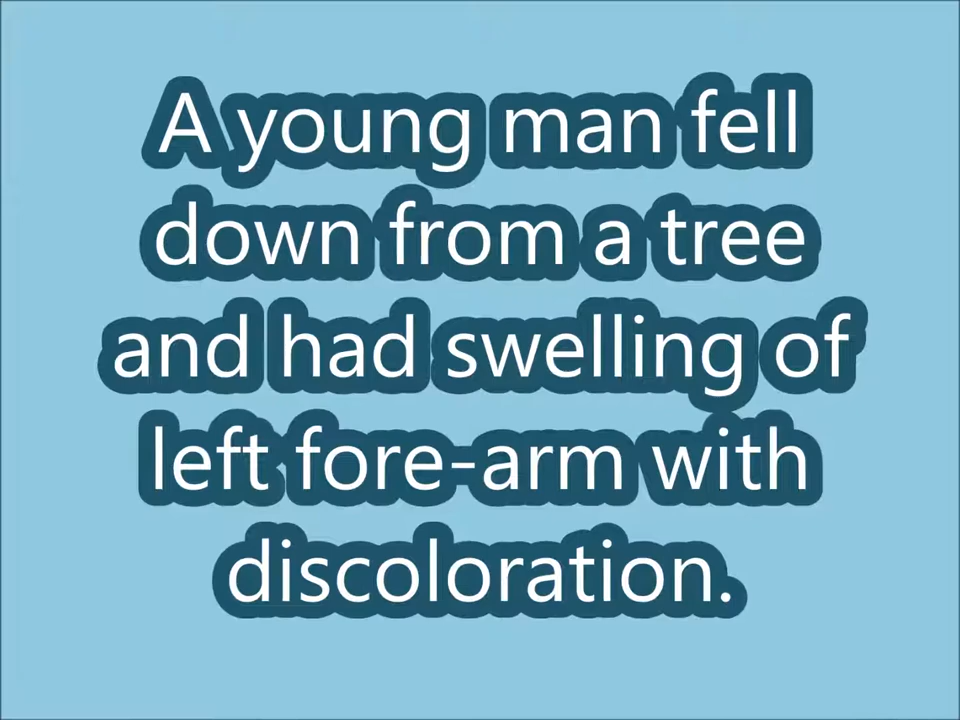 A young man fell
down from a tree
and had swelling of
left fore-arm with
discoloration.